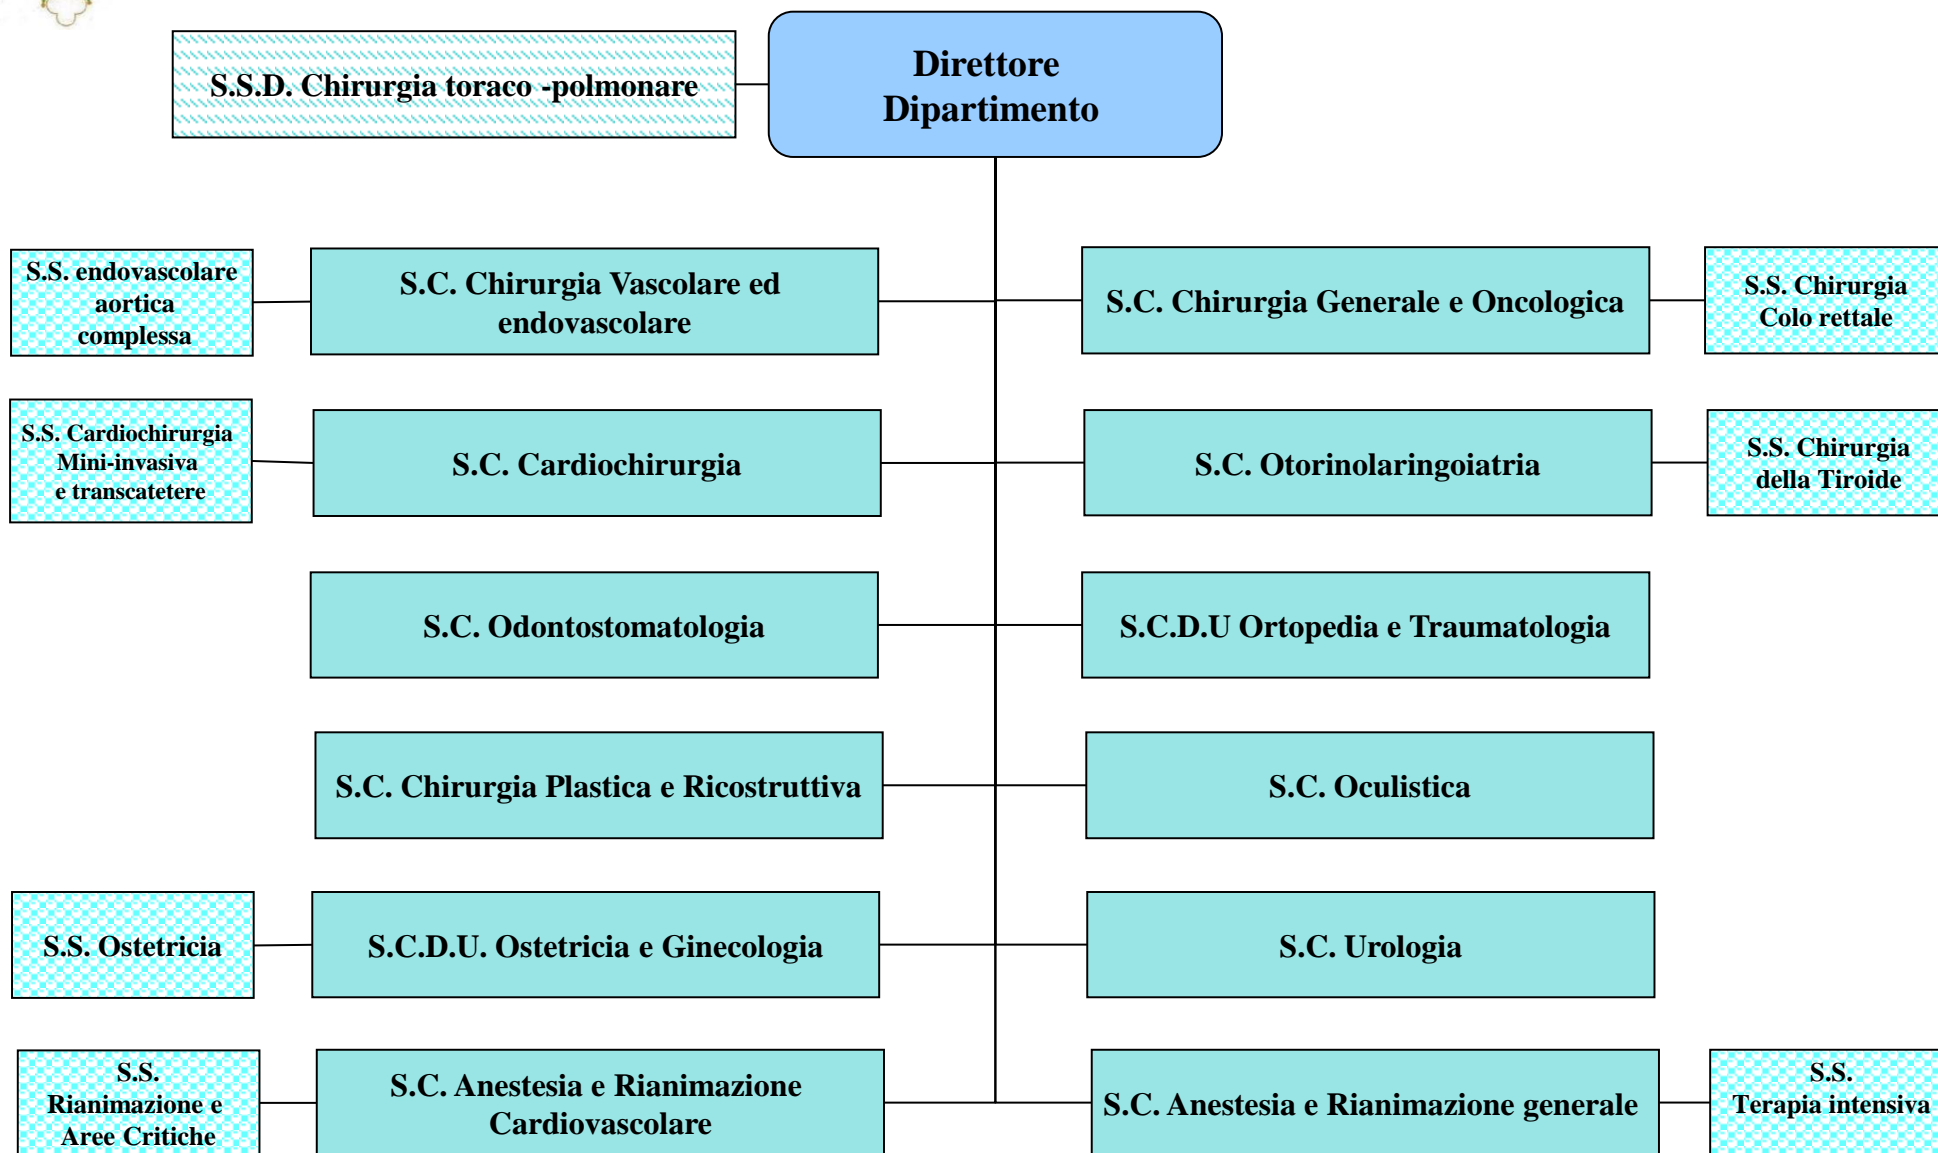 Direttore
Dipartimento
S.S.D. Chirurgia toraco -polmonare
S.S. endovascolare
aortica
complessa
S.C. Chirurgia Vascolare ed
endovascolare
S.C. Chirurgia Generale e Oncologica
S.S. Chirurgia
Colo rettale
S.S. Cardiochirurgia
Mini-invasiva
e transcatetere
S.C. Cardiochirurgia
S.C. Otorinolaringoiatria
S.S. Chirurgia
della Tiroide
S.C. Odontostomatologia
S.C.D.U Ortopedia e Traumatologia
S.C. Chirurgia Plastica e Ricostruttiva
S.C. Oculistica
S.S. Ostetricia
S.C.D.U. Ostetricia e Ginecologia
S.C. Urologia
S.S.
Rianimazione e
Aree Critiche
S.C. Anestesia e Rianimazione
Cardiovascolare
S.C. Anestesia e Rianimazione generale
S.S.
Terapia intensiva